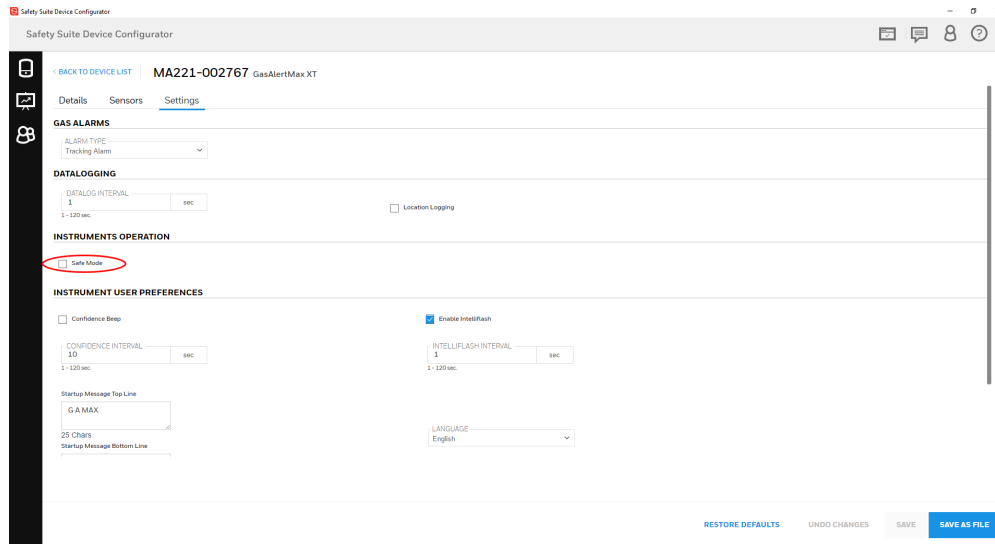 Safety Suite Device Configurator
Safety Suite Device Configurator
< BACK TO DEVICE LIST MA221-002767 GasAlertMax XT
Details Sensors Settings
GAS ALARMS
ALARM TYPE
Tracking Alarm
DATALOGGING
DATALOG INTERVAL
1 sec
Location Logging
1 - 120 sec.
INSTRUMENTS OPERATION
Safe Mode
INSTRUMENT USER PREFERENCES
Confidence Beep Enable Intelliflash
CONFIDENCE INTERVAL INTELLIFLASH INTERVAL
10 sec 1 sec
1 - 120 sec. 1 - 120 sec.
Startup Message Top Line
G A MAX
LANGUAGE
25 Chars English
Startup Message Bottom Line
RESTORE DEFAULTS UNDO CHANGES SAVE SAVE AS FILE